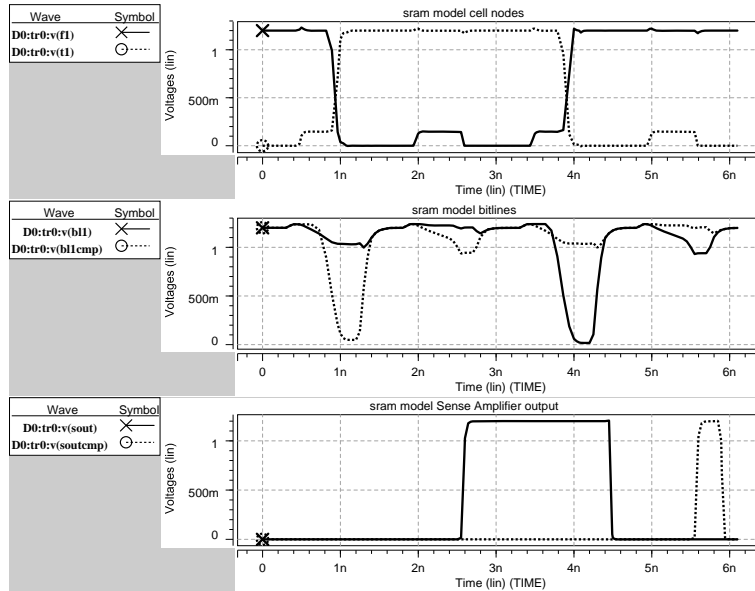 Wave Symbol
D0:tr0:v(f1)
D0:tr0:v(t1)
sram model cell nodes
Voltages (lin)
1
500m
0
0 1n 2n 3n 4n 5n 6n
Time (lin) (TIME)
Wave Symbol
D0:tr0:v(bl1)
D0:tr0:v(bl1cmp)
sram model bitlines
Voltages (lin)
1
500m
0
0 1n 2n 3n 4n 5n 6n
Time (lin) (TIME)
Wave Symbol
D0:tr0:v(sout)
D0:tr0:v(soutcmp)
sram model Sense Amplifier output
Voltages (lin)
1
500m
0
0 1n 2n 3n 4n 5n 6n
Time (lin) (TIME)